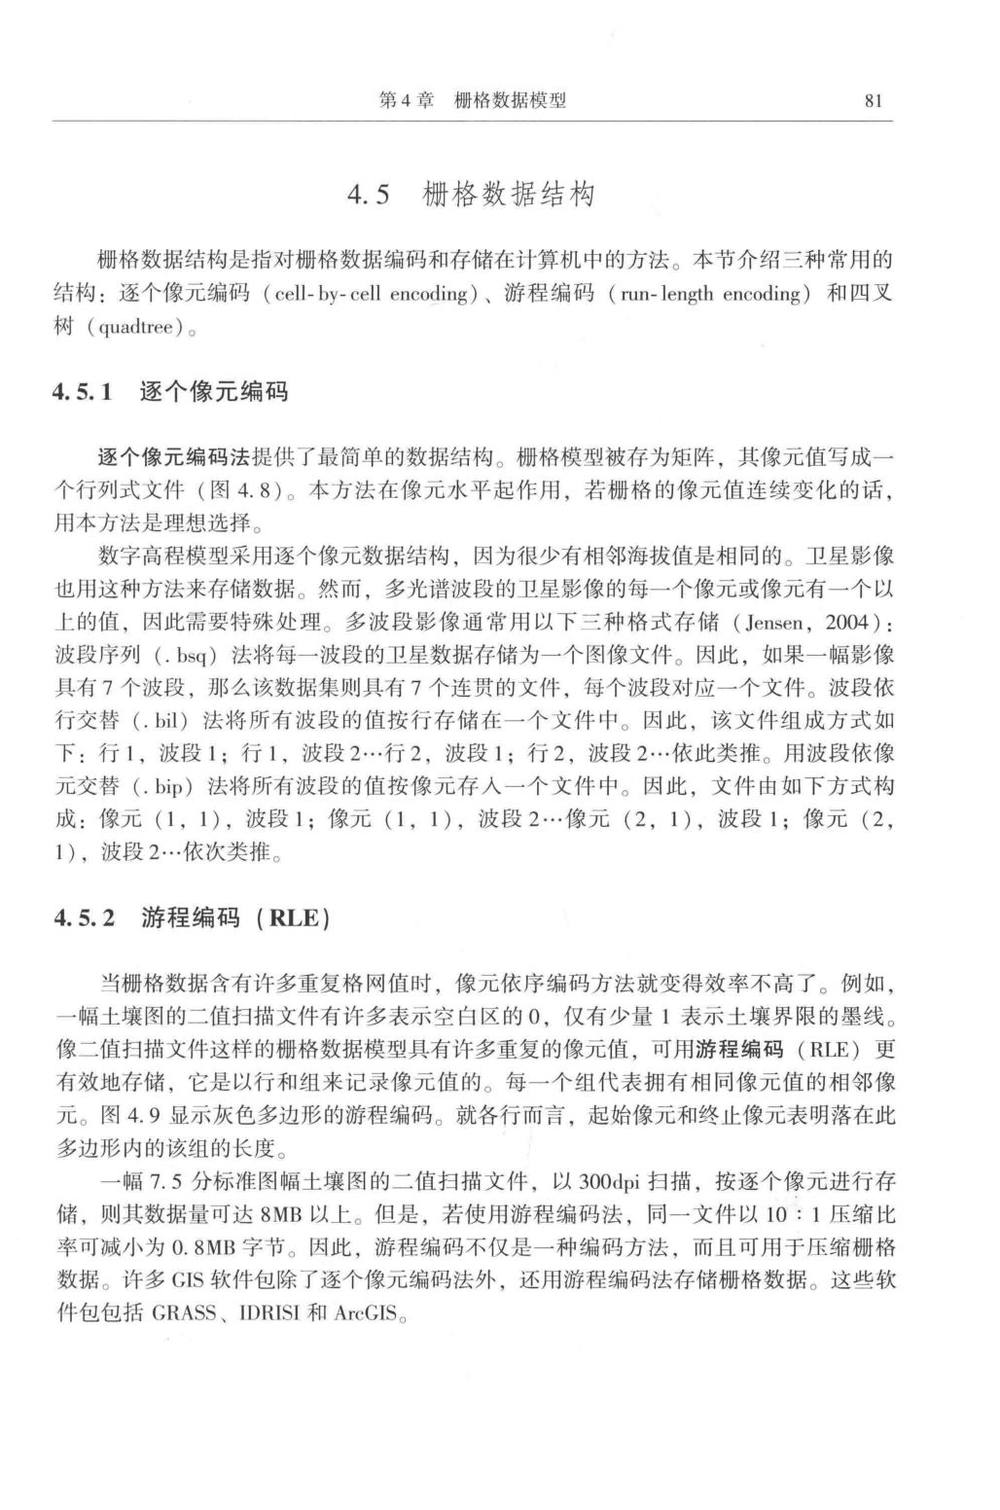 第4章 栅格数据模型 81
4.5 栅格数据结构
栅格数据结构是指对栅格数据编码和存储在计算机中的方法。本节介绍三种常用的
结构：逐个像元编码（cell-by-cell encoding）、游程编码（run-length encoding）和四叉
树（quadtree）。
4.5.1 逐个像元编码
逐个像元编码法提供了最简单的数据结构。栅格模型被存为矩阵，其像元值写成一
个行列式文件（图 4.8）。本方法在像元水平起作用，若栅格的像元值连续变化的话，
用本方法是理想选择。
数字高程模型采用逐个像元数据结构，因为很少有相邻海拔值是相同的。卫星影像
也用这种方法来存储数据。然而，多光谱波段的卫星影像的每一个像元或像元有一个以
上的值，因此需要特殊处理。多波段影像通常用以下三种格式存储（Jensen，2004）：
波段序列（.bsq）法将每一波段的卫星数据存储为一个图像文件。因此，如果一幅影像
具有 7 个波段，那么该数据集则具有 7 个连贯的文件，每个波段对应一个文件。波段依
行交替（.bil）法将所有波段的值按行存储在一个文件中。因此，该文件组成方式如
下：行 1，波段 1；行 1，波段 2…行 2，波段 1；行 2，波段 2…依此类推。用波段依像
元交替（.bip）法将所有波段的值按像元存入一个文件中。因此，文件由如下方式构
成：像元（1，1），波段 1；像元（1，1），波段 2…像元（2，1），波段 1；像元（2，
1），波段 2…依次类推。
4.5.2 游程编码（RLE）
当栅格数据含有许多重复格网值时，像元依序编码方法就变得效率不高了。例如，
一幅土壤图的二值扫描文件有许多表示空白区的 0，仅有少量 1 表示土壤界限的墨线。
像二值扫描文件这样的栅格数据模型具有许多重复的像元值，可用游程编码（RLE）更
有效地存储，它是以行和组来记录像元值的。每一个组代表拥有相同像元值的相邻像
元。图 4.9 显示灰色多边形的游程编码。就各行而言，起始像元和终止像元表明落在此
多边形内的该组的长度。
一幅 7.5 分标准图幅土壤图的二值扫描文件，以 300dpi 扫描，按逐个像元进行存
储，则其数据量可达 8MB 以上。但是，若使用游程编码法，同一文件以 10∶1 压缩比
率可减小为 0.8MB 字节。因此，游程编码不仅是一种编码方法，而且可用于压缩栅格
数据。许多 GIS 软件包除了逐个像元编码法外，还用游程编码法存储栅格数据。这些软
件包包括 GRASS、IDRISI 和 ArcGIS。